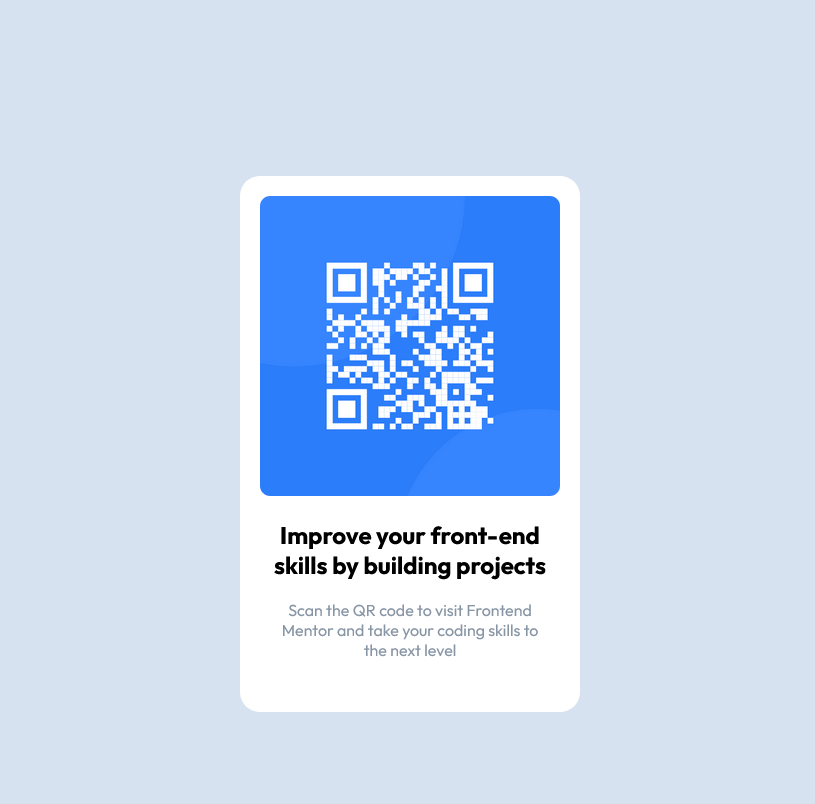 Improve your front-end
skills by building projects
Scan the QR code to visit Frontend
Mentor and take your coding skills to
the next level